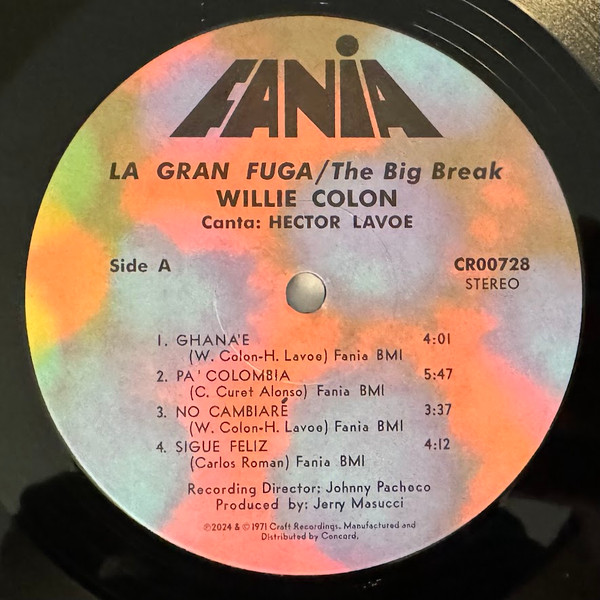 FANiA
LA GRAN FUGA/The Big Break
WILLIE COLON
Canta: HECTOR LAVOE
Side A
CR00728
STEREO
1. GHANA'E 4:01
(W. Colon-H. Lavoe) Fania BMI
2. PA' COLOMBIA 5:47
(C. Curet Alonso) Fania BMI
3. NO CAMBIARÉ 3:37
(W. Colon-H. Lavoe) Fania BMI
4. SIGUE FELIZ 4:12
(Carlos Roman) Fania BMI
Recording Director: Johnny Pacheco
Produced by: Jerry Masucci
℗2024 & © 1971 Craft Recordings. Manufactured and
Distributed by Concord.